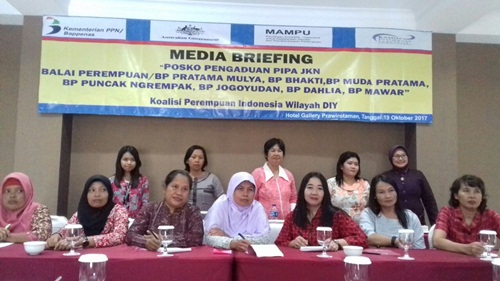 Kementerian PPN/
Bappenas
Australian Government
MAMPU
MEDIA BRIEFING
"POSKO PENGADUAN PIPA JKN
BALAI PEREMPUAN/BP PRATAMA MULYA, BP BHAKTI,BP MUDA PRATAMA,
BP PUNCAK NGREMPAK, BP JOGOYUDAN, BP DAHLIA, BP MAWAR"
Koalisi Perempuan Indonesia Wilayah DIY
Hotel Gallery Prawirotaman, Tanggal:19 Oktober 2017